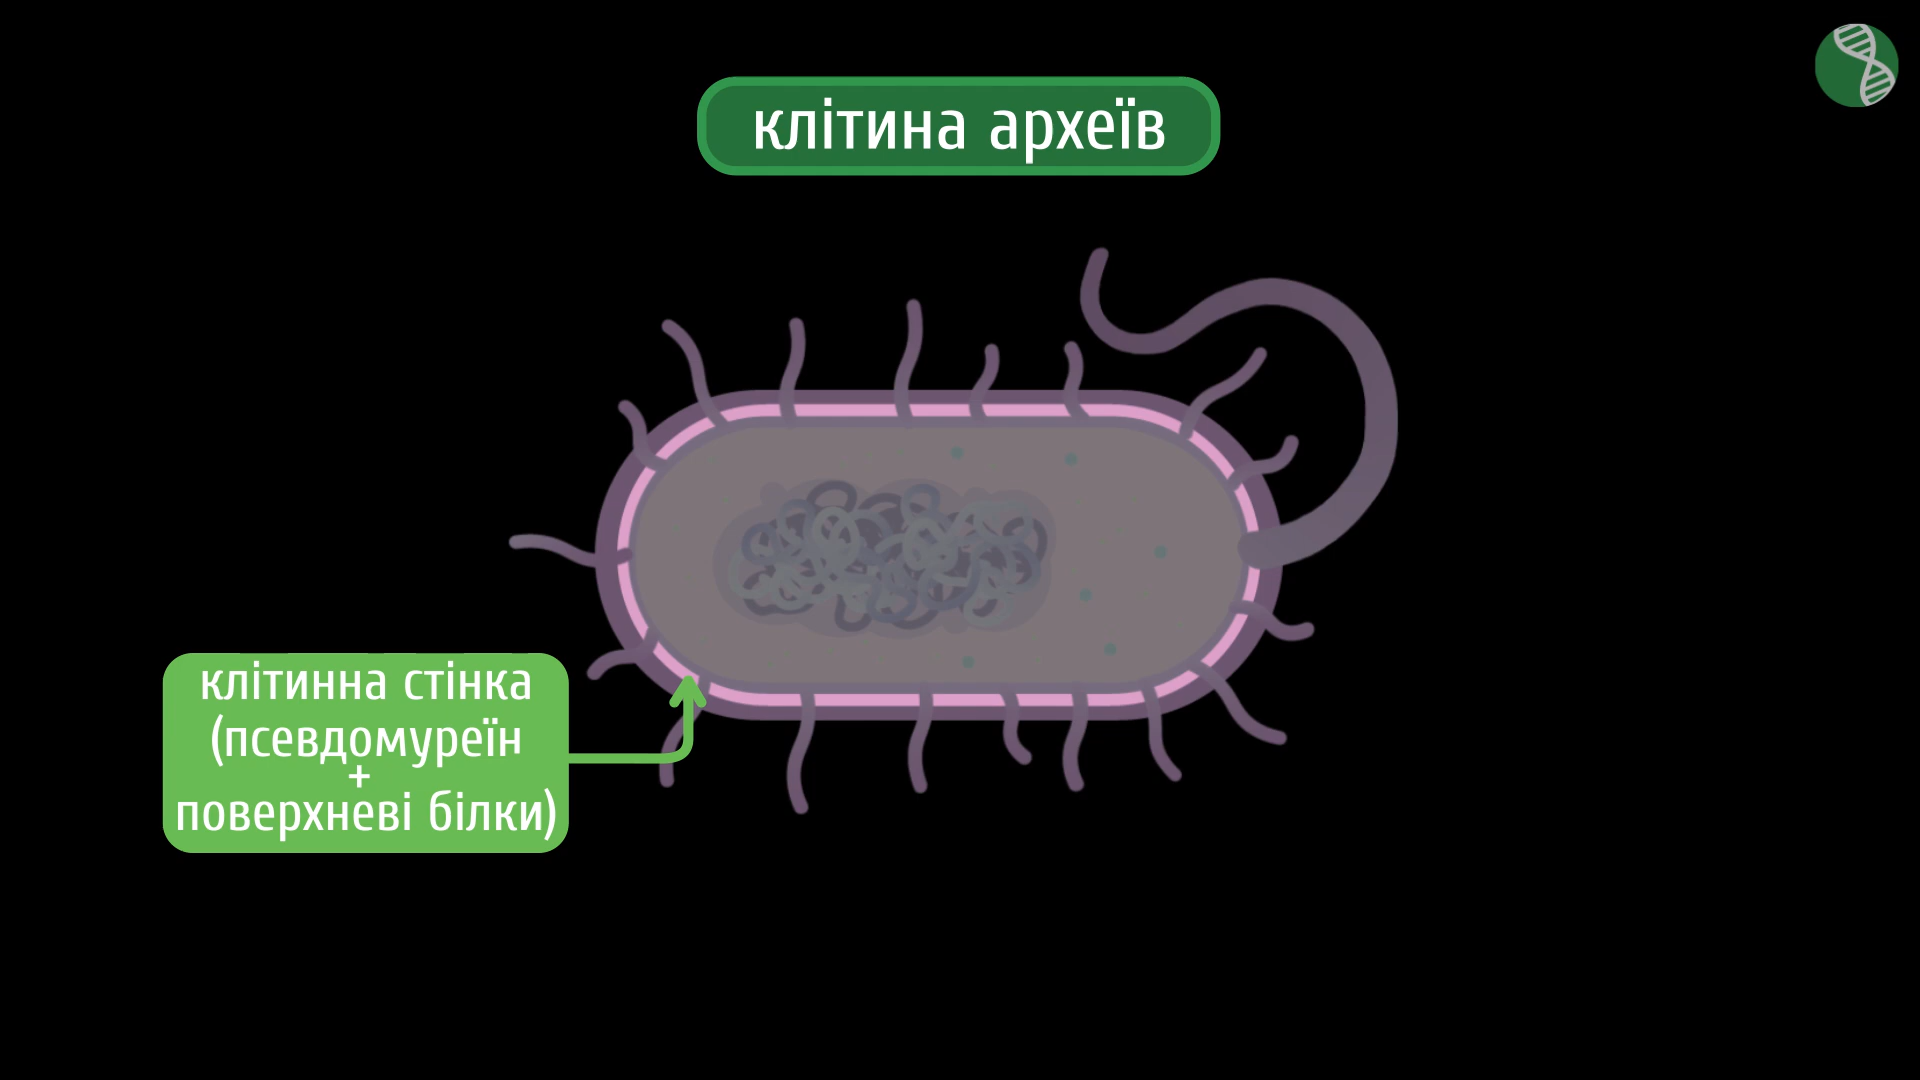 клітина археїв
клітинна стінка
(псевдомуреїн
+
поверхневі білки)